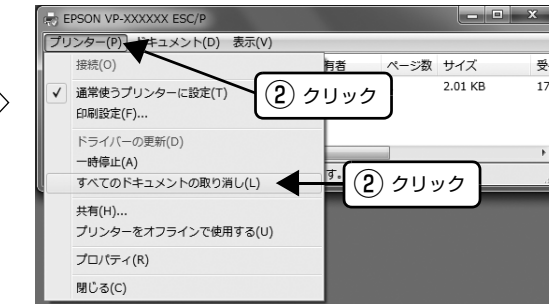 EPSON VP-XXXXXX ESC/P
プリンター(P) ドキュメント(D) 表示(V)
接続(O)
有者 ページ数 サイズ 受
✓ 通常使うプリンターに設定(T)
2.01 KB 17
② クリック
印刷設定(F)...
ドライバーの更新(D)
一時停止(A)
すべてのドキュメントの取り消し(L)
す。
② クリック
共有(H)...
プリンターをオフラインで使用する(U)
プロパティ(R)
閉じる(C)